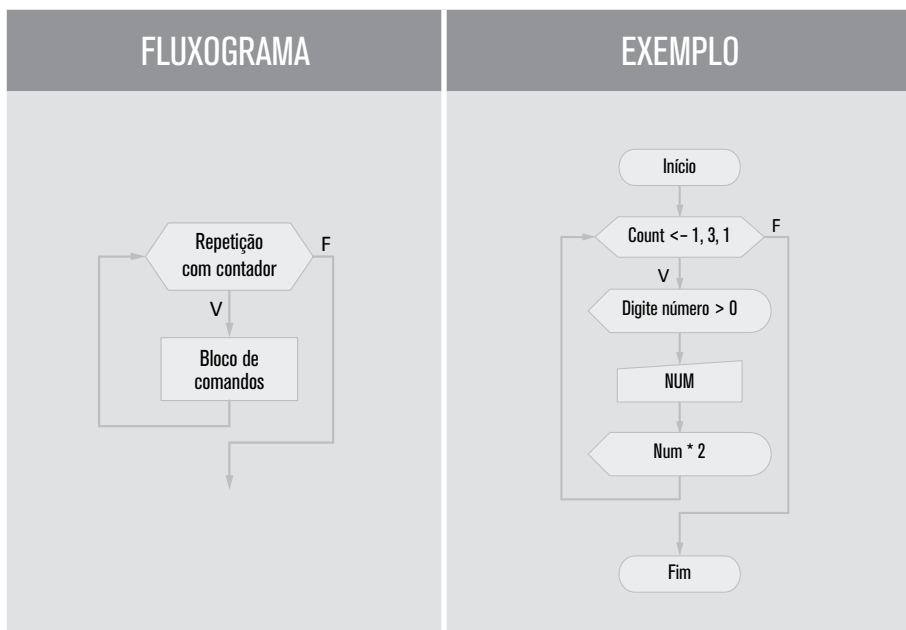 FLUXOGRAMA
Repetição
com contador
F
V
Bloco de
comandos
EXEMPLO
Início
Count <– 1, 3, 1
F
V
Digite número > 0
NUM
Num * 2
Fim